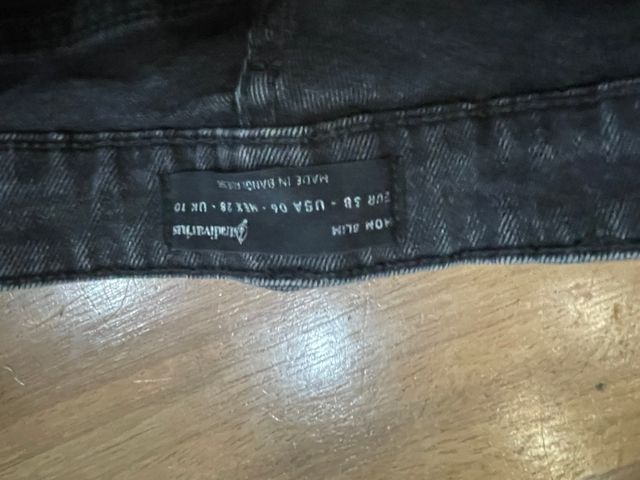 MOM SLIM Stradivarius
EUR 38 - USA 06 - MEX 28 - UK 10
MADE IN BANGLADESH